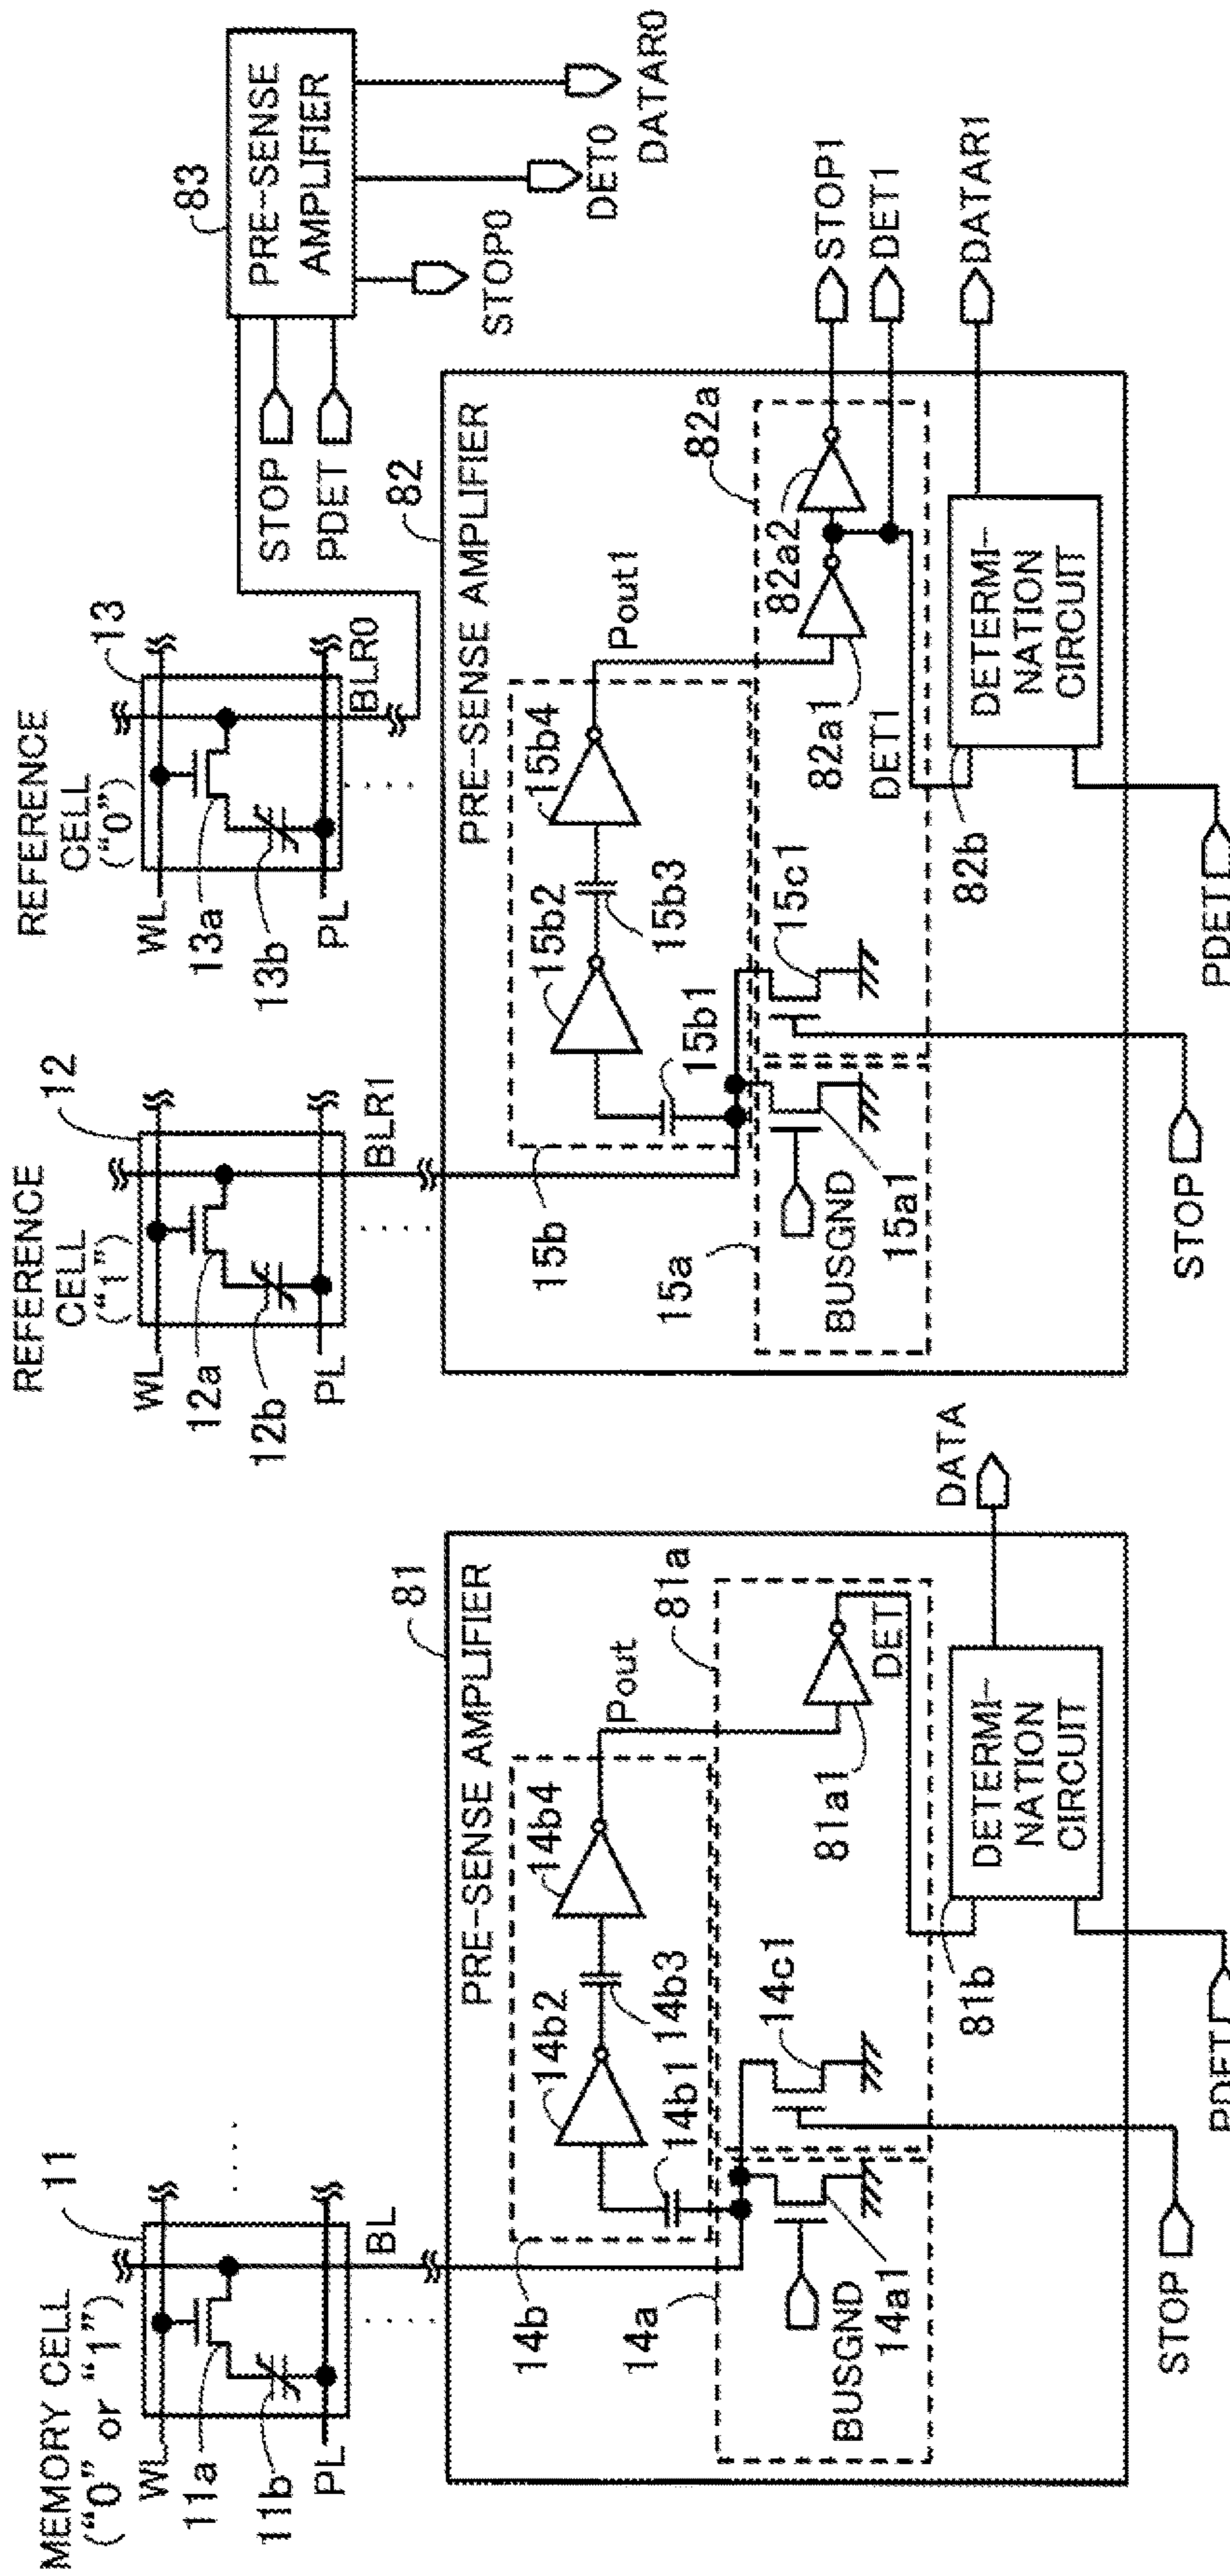 MEMORY CELL
("0" or "1")
11
WL
11a
11b
PL
BL
REFERENCE
CELL
("1")
12
WL
12a
12b
PL
BLR1
REFERENCE
CELL
("0")
13
WL
13a
13b
PL
BLR0
STOP
PDET
83
PRE-SENSE
AMPLIFIER
STOP0
DET0
DATAR0
81
PRE-SENSE AMPLIFIER
14b
14b1
14b2
14b3
14b4
Pout
14a
BUSGND
14a1
14c1
81a
81a1
DET
81b
DETERMI-
NATION
CIRCUIT
DATA
STOP
PDET
82
PRE-SENSE AMPLIFIER
15b
15b1
15b2
15b3
15b4
Pout1
15a
BUSGND
15a1
15c1
82a
82a1
82a2
DET1
82b
DETERMI-
NATION
CIRCUIT
STOP1
DET1
DATAR1
STOP
PDET